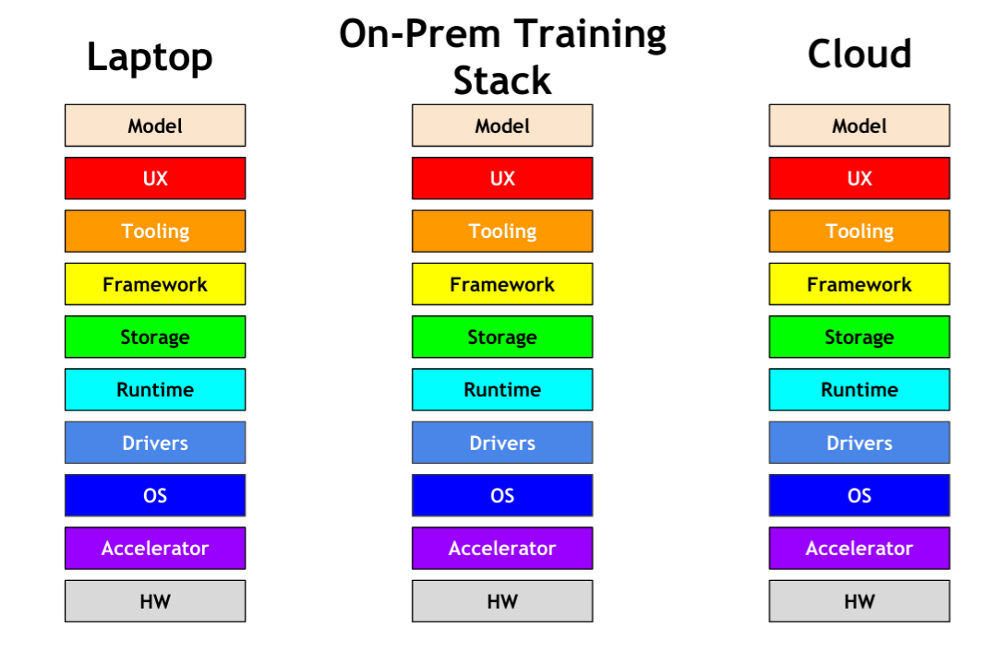 Laptop
On-Prem Training
Stack
Cloud
Model
Model
Model
UX
UX
UX
Tooling
Tooling
Tooling
Framework
Framework
Framework
Storage
Storage
Storage
Runtime
Runtime
Runtime
Drivers
Drivers
Drivers
OS
OS
OS
Accelerator
Accelerator
Accelerator
HW
HW
HW